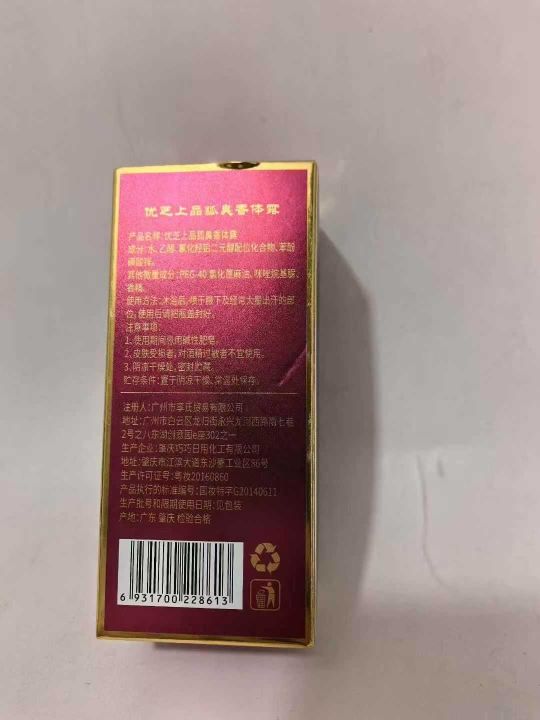 优芝上品狐臭香体露
产品名称:优芝上品狐臭香体露
成分:水、乙醇、氯化羟铝二元醇配位化合物、苯酚
磺酸锌。
其他微量成分:PEG-40 氢化蓖麻油、咪唑烷基脲、
香精。
使用方法:沐浴后,喷于腋下及经常大量出汗的部
位,使用后请把瓶盖封好。
注意事项:
1、使用期间勿用碱性肥皂。
2、皮肤受损者,对酒精过敏者不宜使用。
3、阴凉干燥处,密封贮藏。
贮存条件:置于阴凉干燥,常温处保存。
注册人:广州市李氏贸易有限公司
地址:广州市白云区龙归街永兴龙河西路南七巷
2号之八东湖创意园e座302之一
生产企业:肇庆巧巧日用化工有限公司
地址:肇庆市江滨大道东沙寮工业区86号
生产许可证号:粤妆20160860
产品执行的标准编号:国妆特字G20140611
生产批号和限期使用日期:见包装
产地:广东 肇庆 检验合格
6 931700 228613